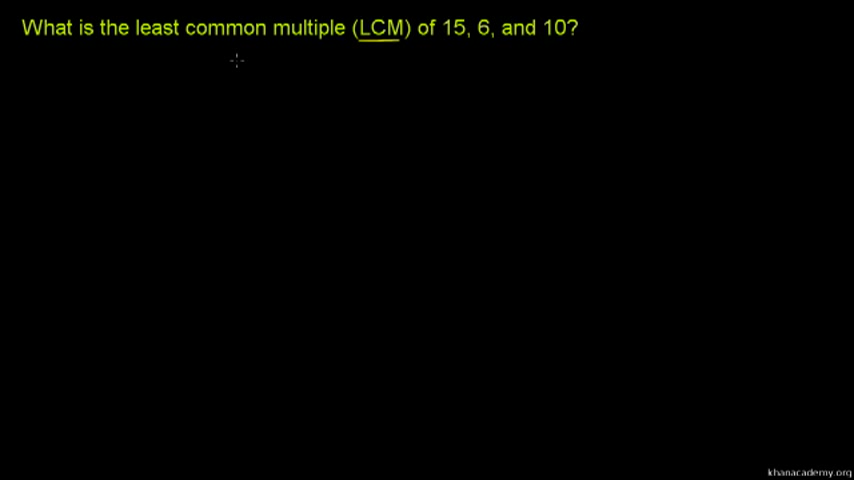 What is the least common multiple (LCM) of 15, 6, and 10?
khanacademy.org